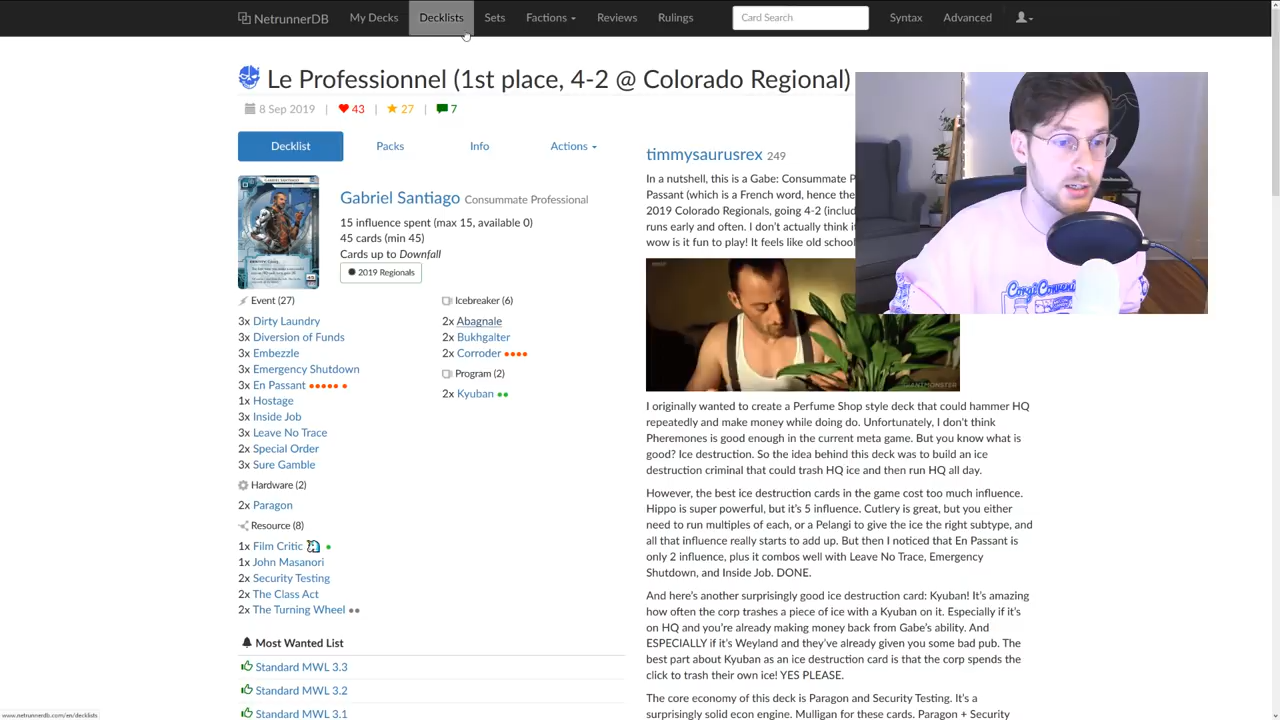 NetrunnerDB My Decks Decklists Sets Factions Reviews Rulings Card Search Syntax Advanced
Le Professionnel (1st place, 4-2 @ Colorado Regional)
8 Sep 2019 | 43 | 27 | 7
Decklist Packs Info Actions
Gabriel Santiago Consummate Professional
15 influence spent (max 15, available 0)
45 cards (min 45)
Cards up to Downfall
2019 Regionals
Event (27)
3x Dirty Laundry
3x Diversion of Funds
3x Embezzle
3x Emergency Shutdown
3x En Passant
1x Hostage
3x Inside Job
3x Leave No Trace
2x Special Order
3x Sure Gamble
Hardware (2)
2x Paragon
Resource (8)
1x Film Critic
1x John Masanori
2x Security Testing
2x The Class Act
2x The Turning Wheel
Icebreaker (6)
2x Abagnale
2x Bukhgalter
2x Corroder
Program (2)
2x Kyuban
Most Wanted List
Standard MWL 3.3
Standard MWL 3.2
Standard MWL 3.1
timmysaurusrex 249
In a nutshell, this is a Gabe: Consummate P
Passant (which is a French word, hence the
2019 Colorado Regionals, going 4-2 (includ
runs early and often. I don't actually think i
wow is it fun to play! It feels like old school
I originally wanted to create a Perfume Shop style deck that could hammer HQ
repeatedly and make money while doing do. Unfortunately, I don't think
Pheromones is good enough in the current meta game. But you know what is
good? Ice destruction. So the idea behind this deck was to build an ice
destruction criminal that could trash HQ ice and then run HQ all day.
However, the best ice destruction cards in the game cost too much influence.
Hippo is super powerful, but it's 5 influence. Cutlery is great, but you either
need to run multiples of each, or a Pelangi to give the ice the right subtype, and
all that influence really starts to add up. But then I noticed that En Passant is
only 2 influence, plus it combos well with Leave No Trace, Emergency
Shutdown, and Inside Job. DONE.
And here's another surprisingly good ice destruction card: Kyuban! It's amazing
how often the corp trashes a piece of ice with a Kyuban on it. Especially if it's
on HQ and you're already making money back from Gabe's ability. And
ESPECIALLY if it's Weyland and they've already given you some bad pub. The
best part about Kyuban as an ice destruction card is that the corp spends the
click to trash their own ice! YES PLEASE.
The core economy of this deck is Paragon and Security Testing. It's a
surprisingly solid econ engine. Mulligan for these cards. Paragon + Security
www.netrunnerdb.com/en/decklists